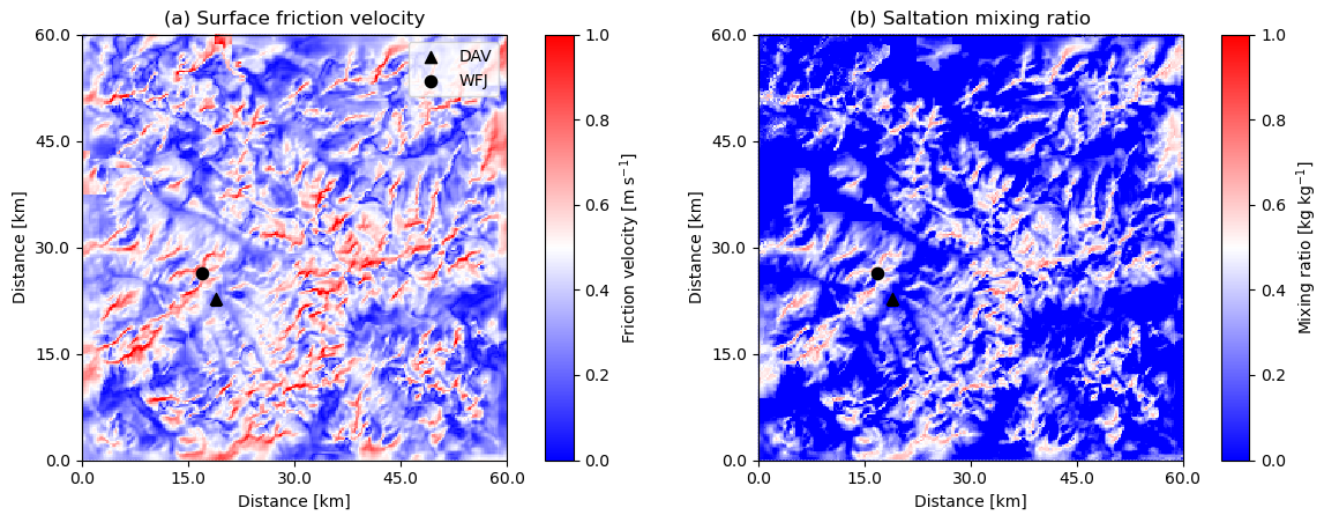 (a) Surface friction velocity
60.0
45.0
30.0
15.0
0.0
Distance [km]
0.0 15.0 30.0 45.0 60.0
Distance [km]
DAV
WFJ
1.0
0.8
0.6
0.4
0.2
0.0
Friction velocity [m s⁻¹]
(b) Saltation mixing ratio
60.0
45.0
30.0
15.0
0.0
Distance [km]
0.0 15.0 30.0 45.0 60.0
Distance [km]
1.0
0.8
0.6
0.4
0.2
0.0
Mixing ratio [kg kg⁻¹]